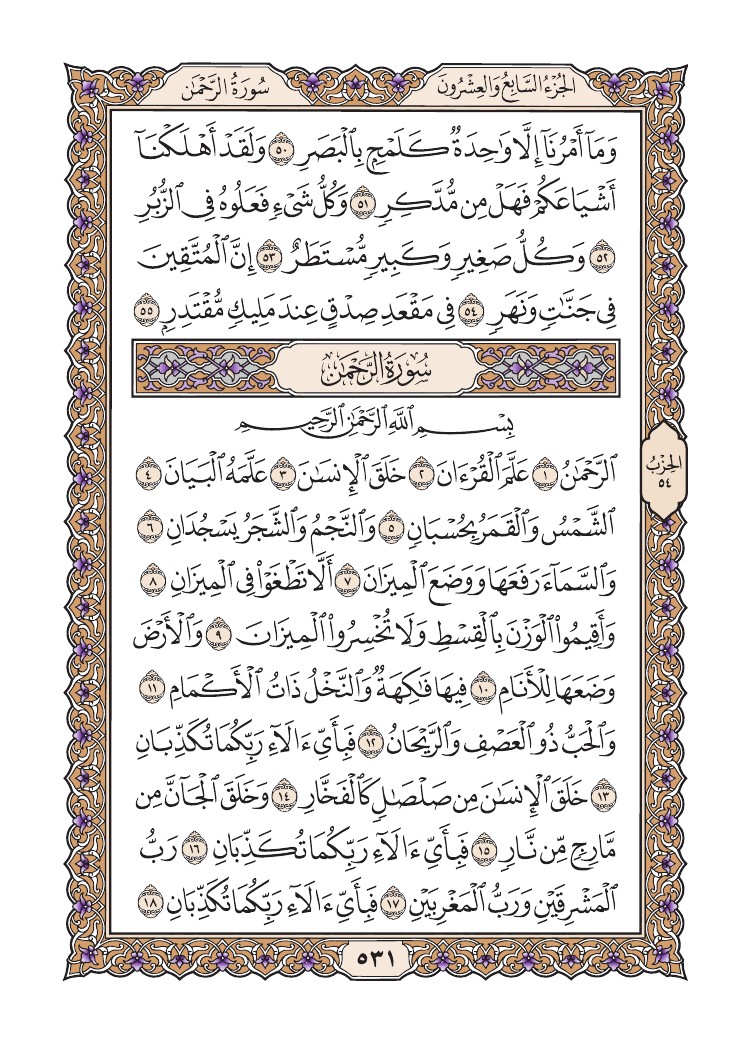 الجُزْءُ السَّابِعُ وَالعِشْرُونَ
سُورَةُ الرَّحْمَٰن
وَمَآ أَمْرُنَآ إِلَّا وَٰحِدَةٌ كَلَمْحٍۭ بِٱلْبَصَرِ ٥٠ وَلَقَدْ أَهْلَكْنَآ
أَشْيَاعَكُمْ فَهَلْ مِن مُّدَّكِرٍ ٥١ وَكُلُّ شَىْءٍ فَعَلُوهُ فِى ٱلزُّبُرِ
٥٢ وَكُلُّ صَغِيرٍ وَكَبِيرٍ مُّسْتَطَرٌ ٥٣ إِنَّ ٱلْمُتَّقِينَ
فِى جَنَّٰتٍ وَنَهَرٍ ٥٤ فِى مَقْعَدِ صِدْقٍ عِندَ مَلِيكٍ مُّقْتَدِرٍۭ ٥٥
سُورَةُ الرَّحْمَٰن
بِسْمِ ٱللَّهِ ٱلرَّحْمَٰنِ ٱلرَّحِيمِ
ٱلرَّحْمَٰنُ ١ عَلَّمَ ٱلْقُرْءَانَ ٢ خَلَقَ ٱلْإِنسَٰنَ ٣ عَلَّمَهُ ٱلْبَيَانَ ٤
ٱلشَّمْسُ وَٱلْقَمَرُ بِحُسْبَانٍ ٥ وَٱلنَّجْمُ وَٱلشَّجَرُ يَسْجُدَانِ ٦
وَٱلسَّمَآءَ رَفَعَهَا وَوَضَعَ ٱلْمِيزَانَ ٧ أَلَّا تَطْغَوْا۟ فِى ٱلْمِيزَانِ ٨
وَأَقِيمُوا۟ ٱلْوَزْنَ بِٱلْقِسْطِ وَلَا تُخْسِرُوا۟ ٱلْمِيزَانَ ٩ وَٱلْأَرْضَ
وَضَعَهَا لِلْأَنَامِ ١٠ فِيهَا فَٰكِهَةٌ وَٱلنَّخْلُ ذَاتُ ٱلْأَكْمَامِ ١١
وَٱلْحَبُّ ذُو ٱلْعَصْفِ وَٱلرَّيْحَانُ ١٢ فَبِأَىِّ ءَالَآءِ رَبِّكُمَا تُكَذِّبَانِ
١٣ خَلَقَ ٱلْإِنسَٰنَ مِن صَلْصَٰلٍ كَٱلْفَخَّارِ ١٤ وَخَلَقَ ٱلْجَآنَّ مِن
مَّارِجٍ مِّن نَّارٍ ١٥ فَبِأَىِّ ءَالَآءِ رَبِّكُمَا تُكَذِّبَانِ ١٦ رَبُّ
ٱلْمَشْرِقَيْنِ وَرَبُّ ٱلْمَغْرِبَيْنِ ١٧ فَبِأَىِّ ءَالَآءِ رَبِّكُمَا تُكَذِّبَانِ ١٨
الحِزْبُ
٥٤
٥٣١